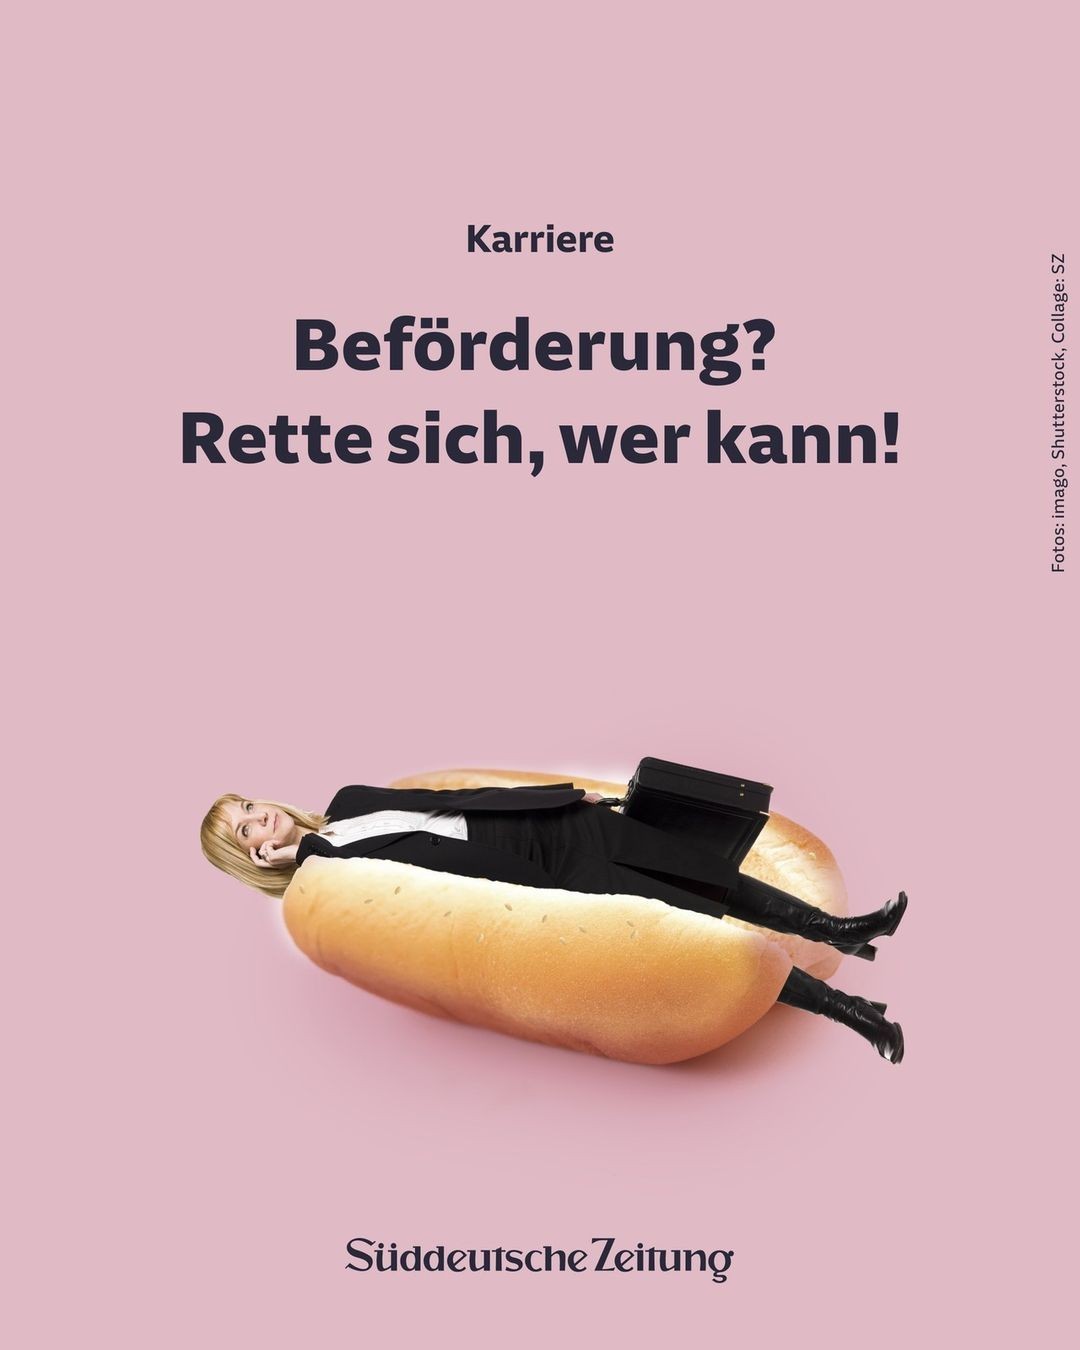 Karriere
Beförderung?
Rette sich, wer kann!
Fotos: imago, Shutterstock, Collage: SZ
Süddeutsche Zeitung